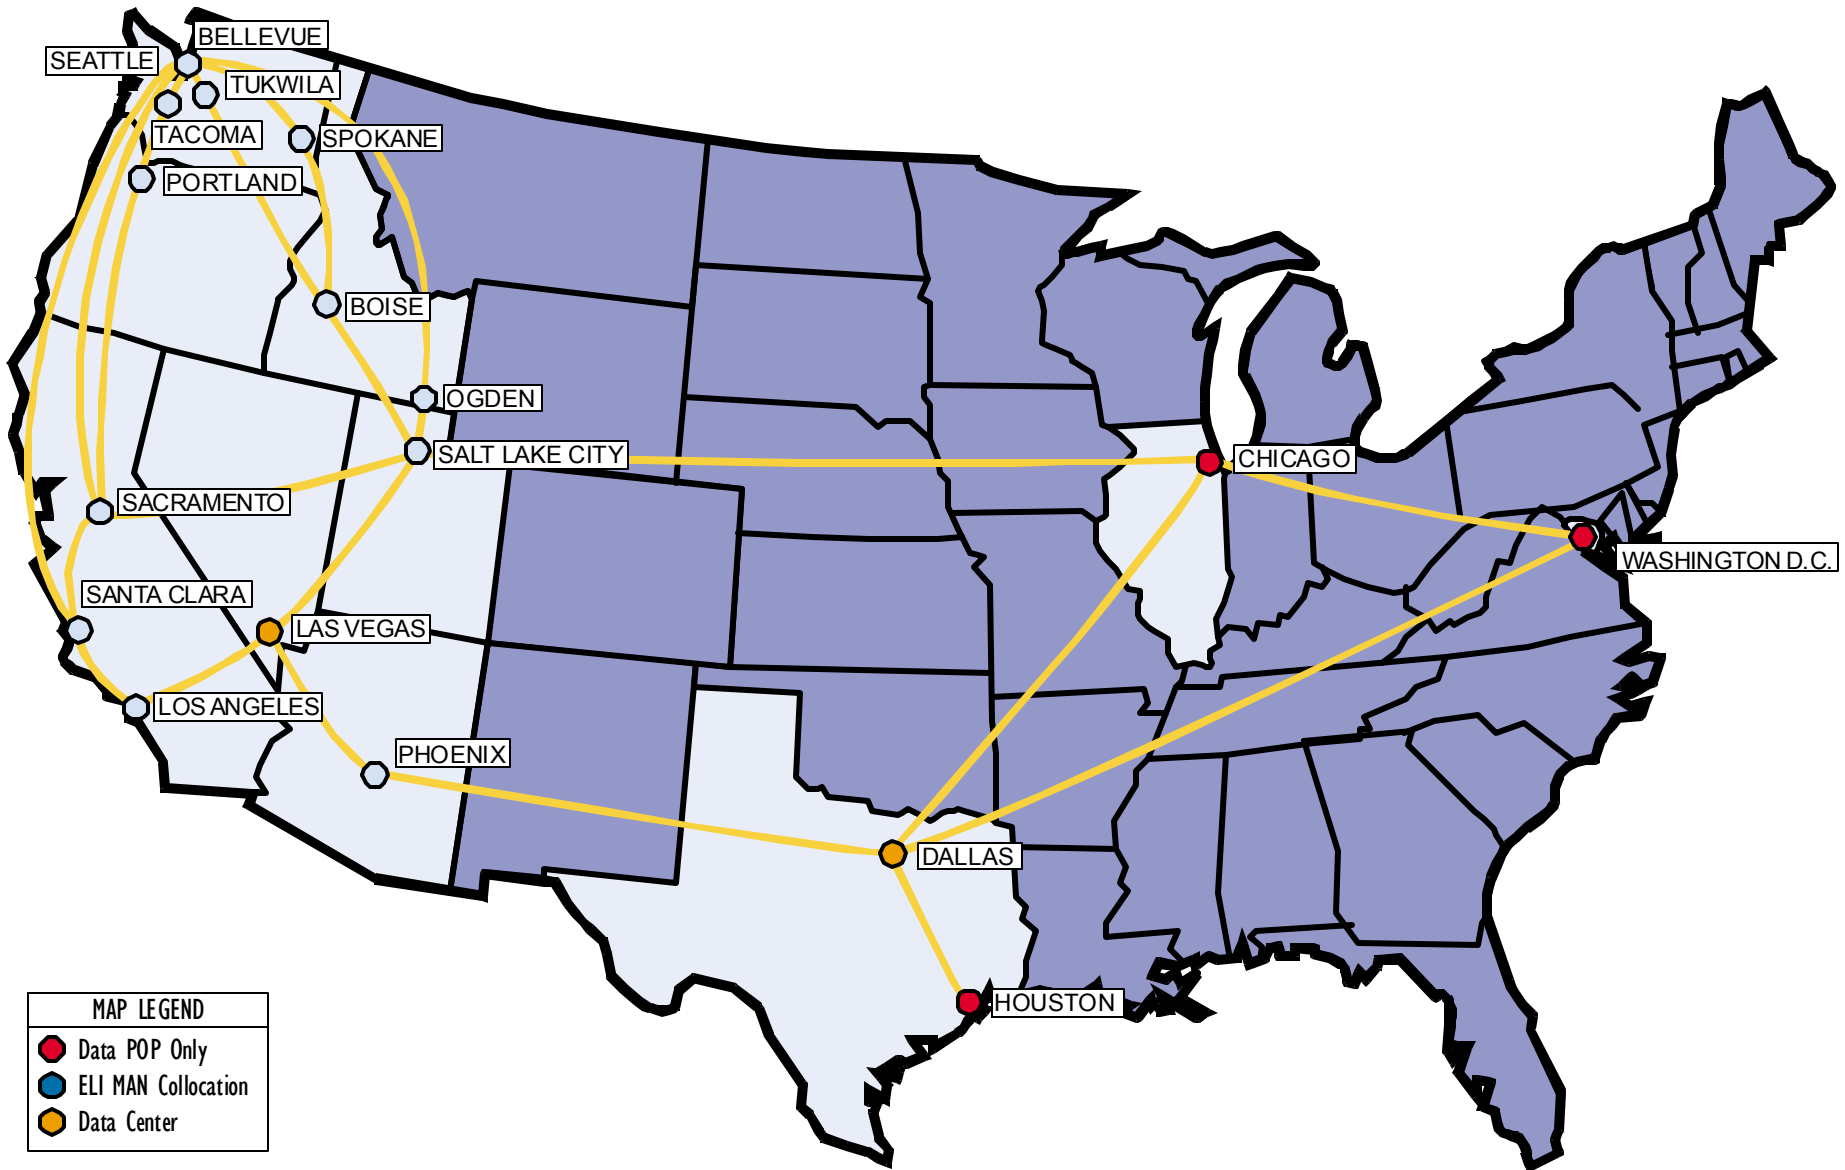 BELLEVUE
SEATTLE
TUKWILA
TACOMA
SPOKANE
PORTLAND
BOISE
OGDEN
SALT LAKE CITY
CHICAGO
SACRAMENTO
WASHINGTON D.C.
SANTA CLARA
LAS VEGAS
LOS ANGELES
PHOENIX
DALLAS
HOUSTON
MAP LEGEND
Data POP Only
ELI MAN Collocation
Data Center